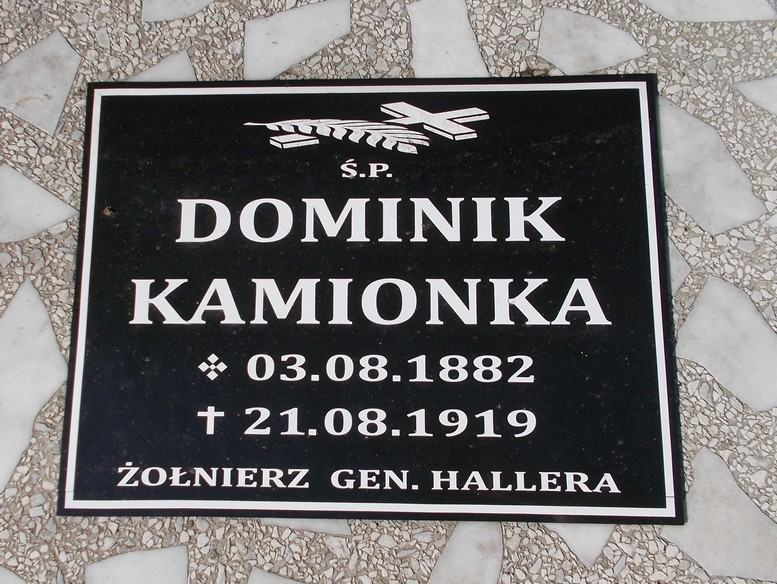 Ś.P.
DOMINIK
KAMIONKA
03.08.1882
✝ 21.08.1919
ŻOŁNIERZ GEN. HALLERA